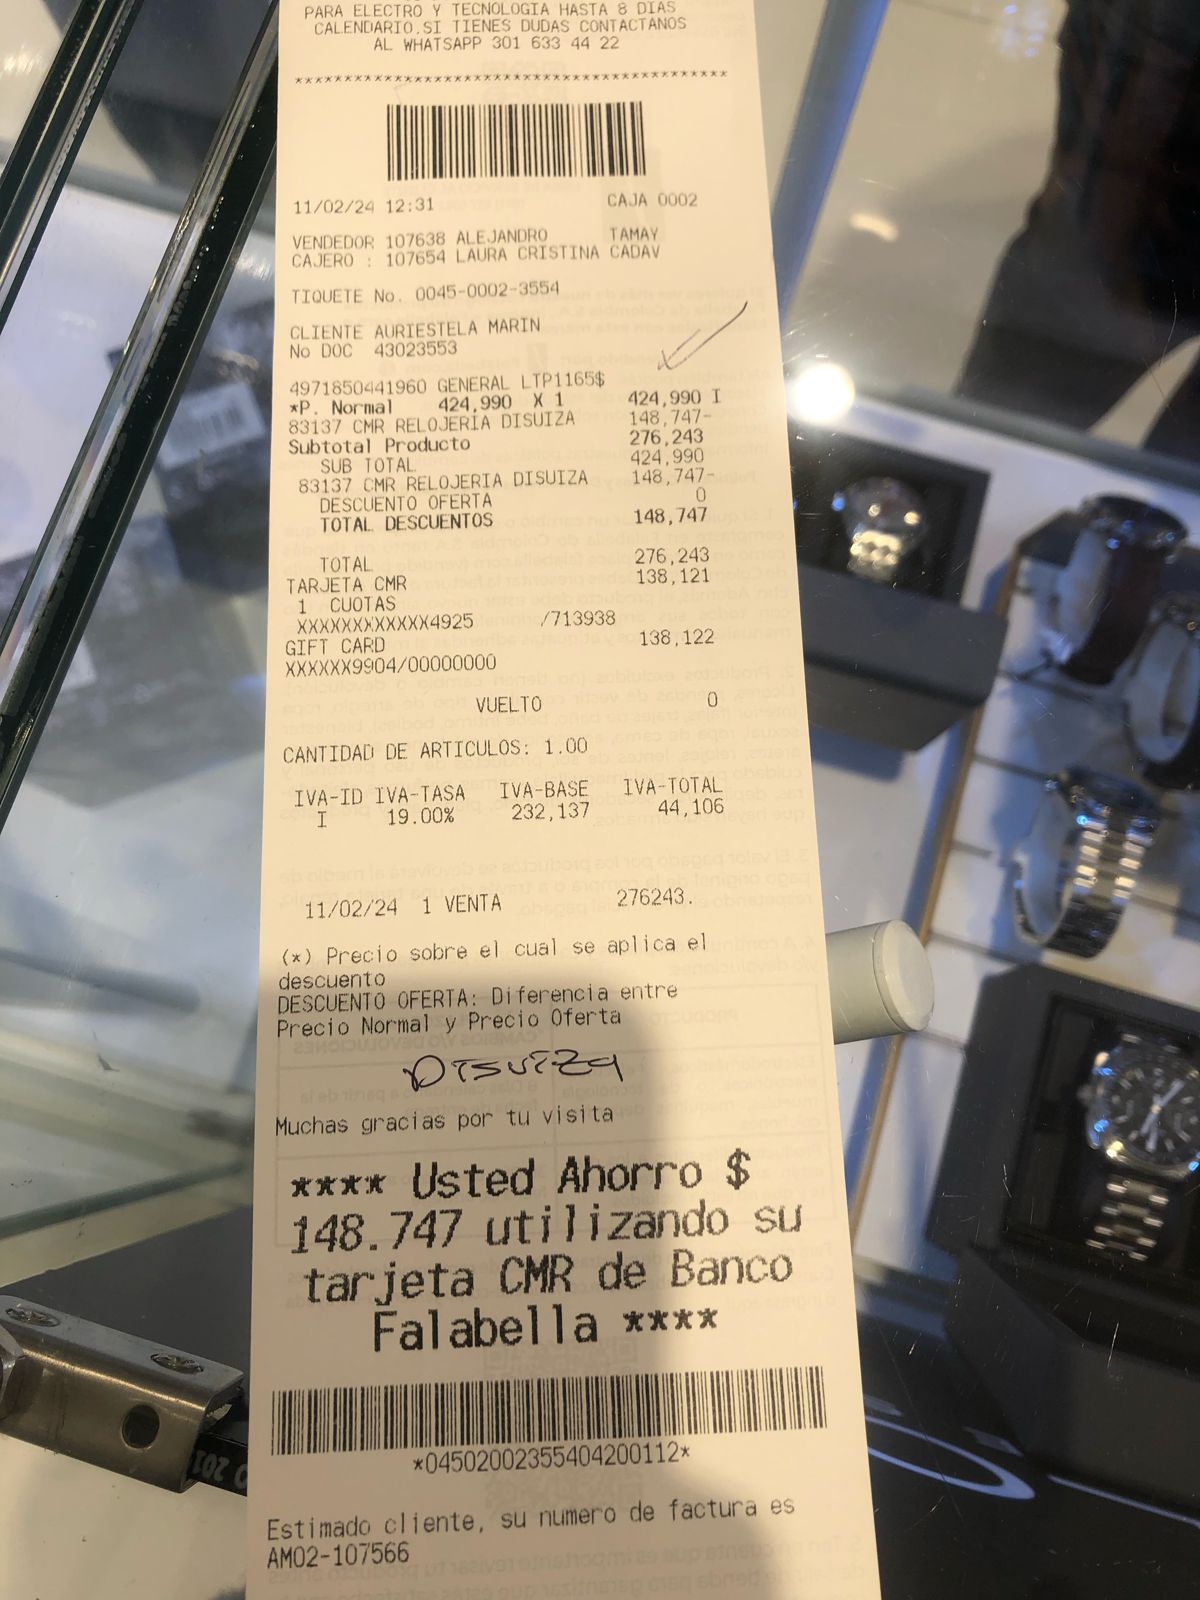 PARA ELECTRO Y TECNOLOGIA HASTA 8 DIAS
CALENDARIO.SI TIENES DUDAS CONTACTANOS
AL WHATSAPP 301 633 44 22
************************************************
11/02/24 12:31 CAJA 0002
VENDEDOR 107638 ALEJANDRO TAMAY
CAJERO : 107654 LAURA CRISTINA CADAV
TIQUETE No. 0045-0002-3554
CLIENTE AURIESTELA MARIN
No DOC 43023553
4971850441960 GENERAL LTP1165$
*P. Normal 424,990 X 1 424,990 I
83137 CMR RELOJERIA DISUIZA 148,747-
Subtotal Producto 276,243
SUB TOTAL 424,990
83137 CMR RELOJERIA DISUIZA 148,747-
DESCUENTO OFERTA 0
TOTAL DESCUENTOS 148,747
TOTAL 276,243
TARJETA CMR 138,121
1 CUOTAS
XXXXXXXXXXXX4925 /713938
GIFT CARD 138,122
XXXXXX9904/00000000
VUELTO 0
CANTIDAD DE ARTICULOS: 1.00
IVA-ID IVA-TASA IVA-BASE IVA-TOTAL
I 19.00% 232,137 44,106
11/02/24 1 VENTA 276243.
(*) Precio sobre el cual se aplica el
descuento
DESCUENTO OFERTA: Diferencia entre
Precio Normal y Precio Oferta
Disuiza
Muchas gracias por tu visita
**** Usted Ahorro $
148.747 utilizando su
tarjeta CMR de Banco
Falabella ****
*04502002355404200112*
Estimado cliente, su numero de factura es
AM02-107566